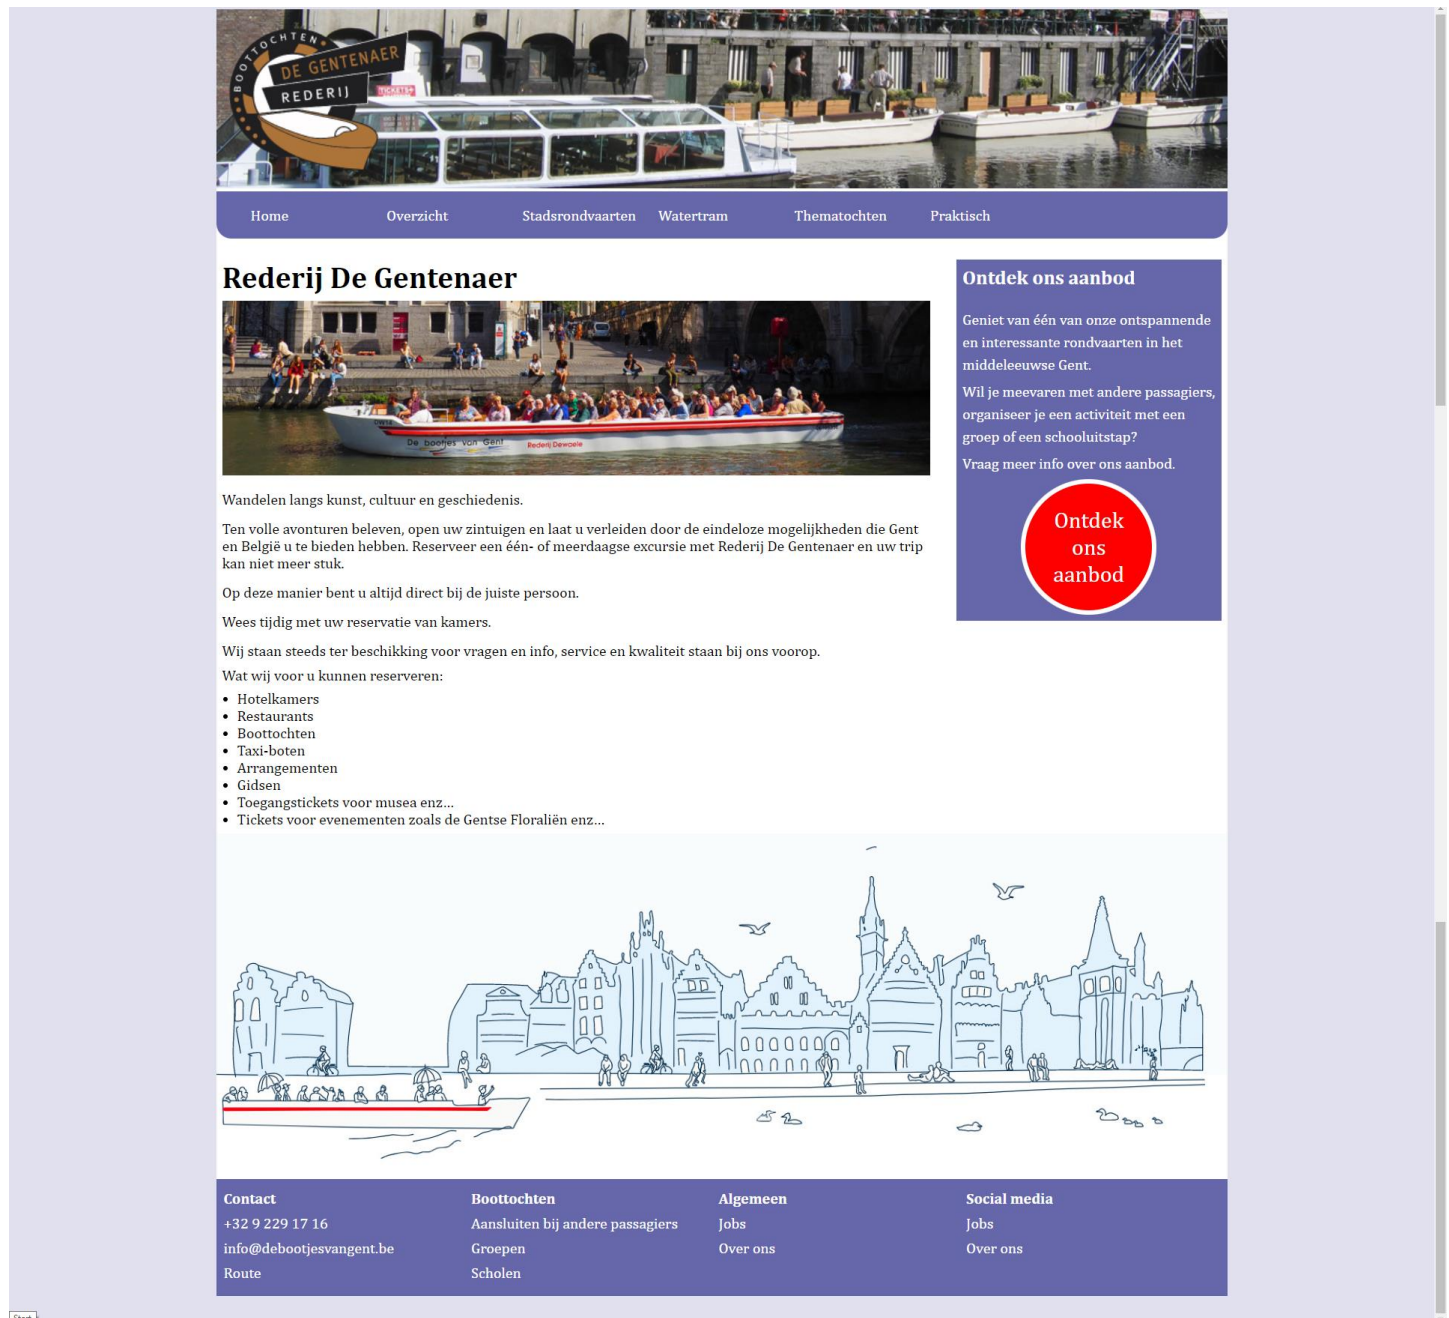 BOOTTOCHTEN
DE GENTENAER
REDERIJ
TICKETS
Home Overzicht Stadsrondvaarten Watertram Thematochten Praktisch
Rederij De Gentenaer
De bootjes van Gent Rederij Dewaele
Wandelen langs kunst, cultuur en geschiedenis.
Ten volle avonturen beleven, open uw zintuigen en laat u verleiden door de eindeloze mogelijkheden die Gent
en België u te bieden hebben. Reserveer een één- of meerdaagse excursie met Rederij De Gentenaer en uw trip
kan niet meer stuk.
Op deze manier bent u altijd direct bij de juiste persoon.
Wees tijdig met uw reservatie van kamers.
Wij staan steeds ter beschikking voor vragen en info, service en kwaliteit staan bij ons voorop.
Wat wij voor u kunnen reserveren:
• Hotelkamers
• Restaurants
• Boottochten
• Taxi-boten
• Arrangementen
• Gidsen
• Toegangstickets voor musea enz...
• Tickets voor evenementen zoals de Gentse Floraliën enz...
Ontdek ons aanbod
Geniet van één van onze ontspannende
en interessante rondvaarten in het
middeleeuwse Gent.
Wil je meevaren met andere passagiers,
organiseer je een activiteit met een
groep of een schooluitstap?
Vraag meer info over ons aanbod.
Ontdek
ons
aanbod
Contact
+32 9 229 17 16
info@debootjesvangent.be
Route
Boottochten
Aansluiten bij andere passagiers
Groepen
Scholen
Algemeen
Jobs
Over ons
Social media
Jobs
Over ons
Start